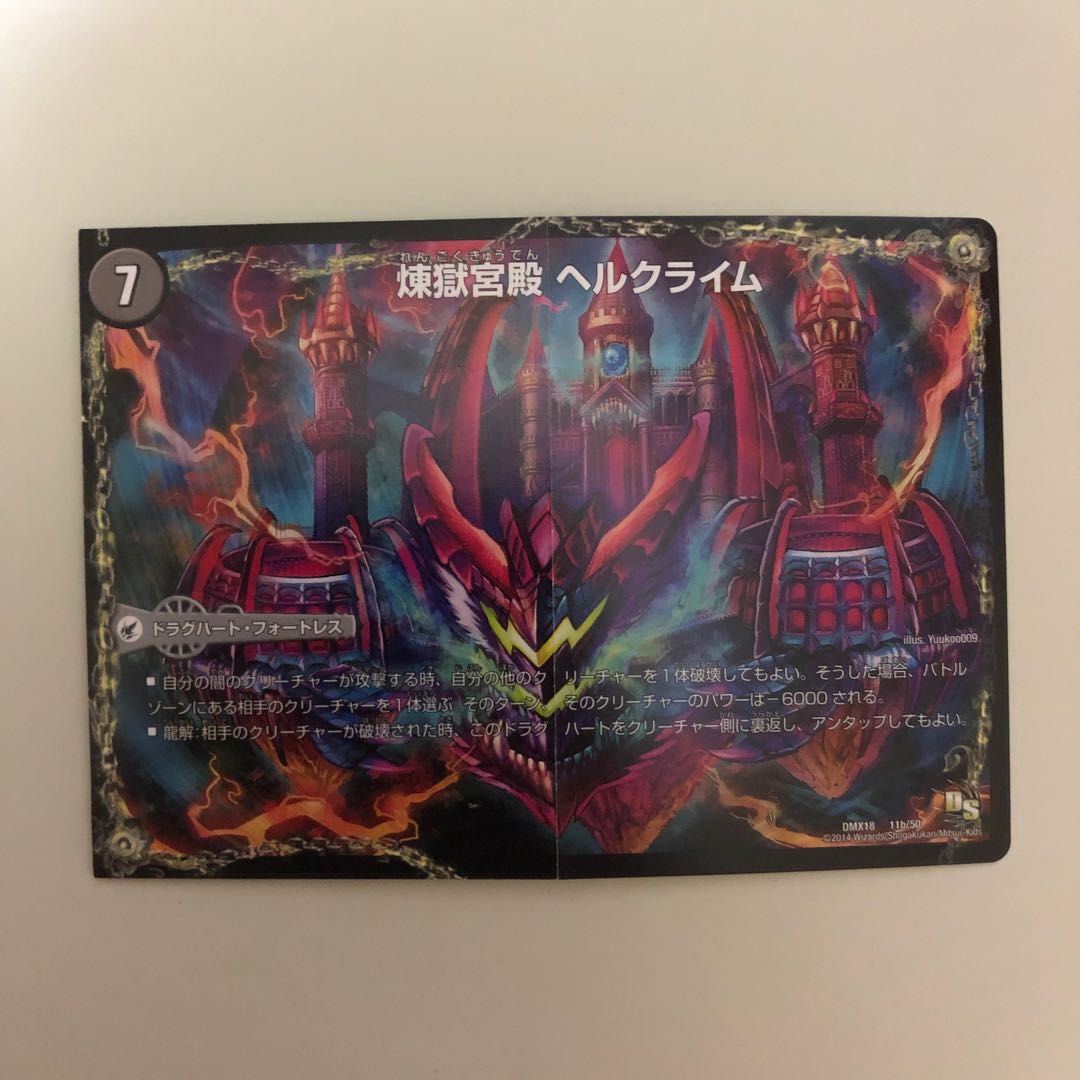 7
れんごくきゅうでん
煉獄宮殿 ヘルクライム
ドラグハート・フォートレス
illus. Yuukoo009
■ 自分の闇のクリーチャーが攻撃する時、自分の他のクリーチャーを1体破壊してもよい。そうした場合、バトル
ゾーンにある相手のクリーチャーを1体選ぶ。そのターン、そのクリーチャーのパワーは－6000される。
■ 龍解:相手のクリーチャーが破壊された時、このドラグハートをクリーチャー側に裏返し、アンタップしてもよい。
DS
DMX18 11b/50
©2014 Wizards/Shogakukan/Mitsui-Kids